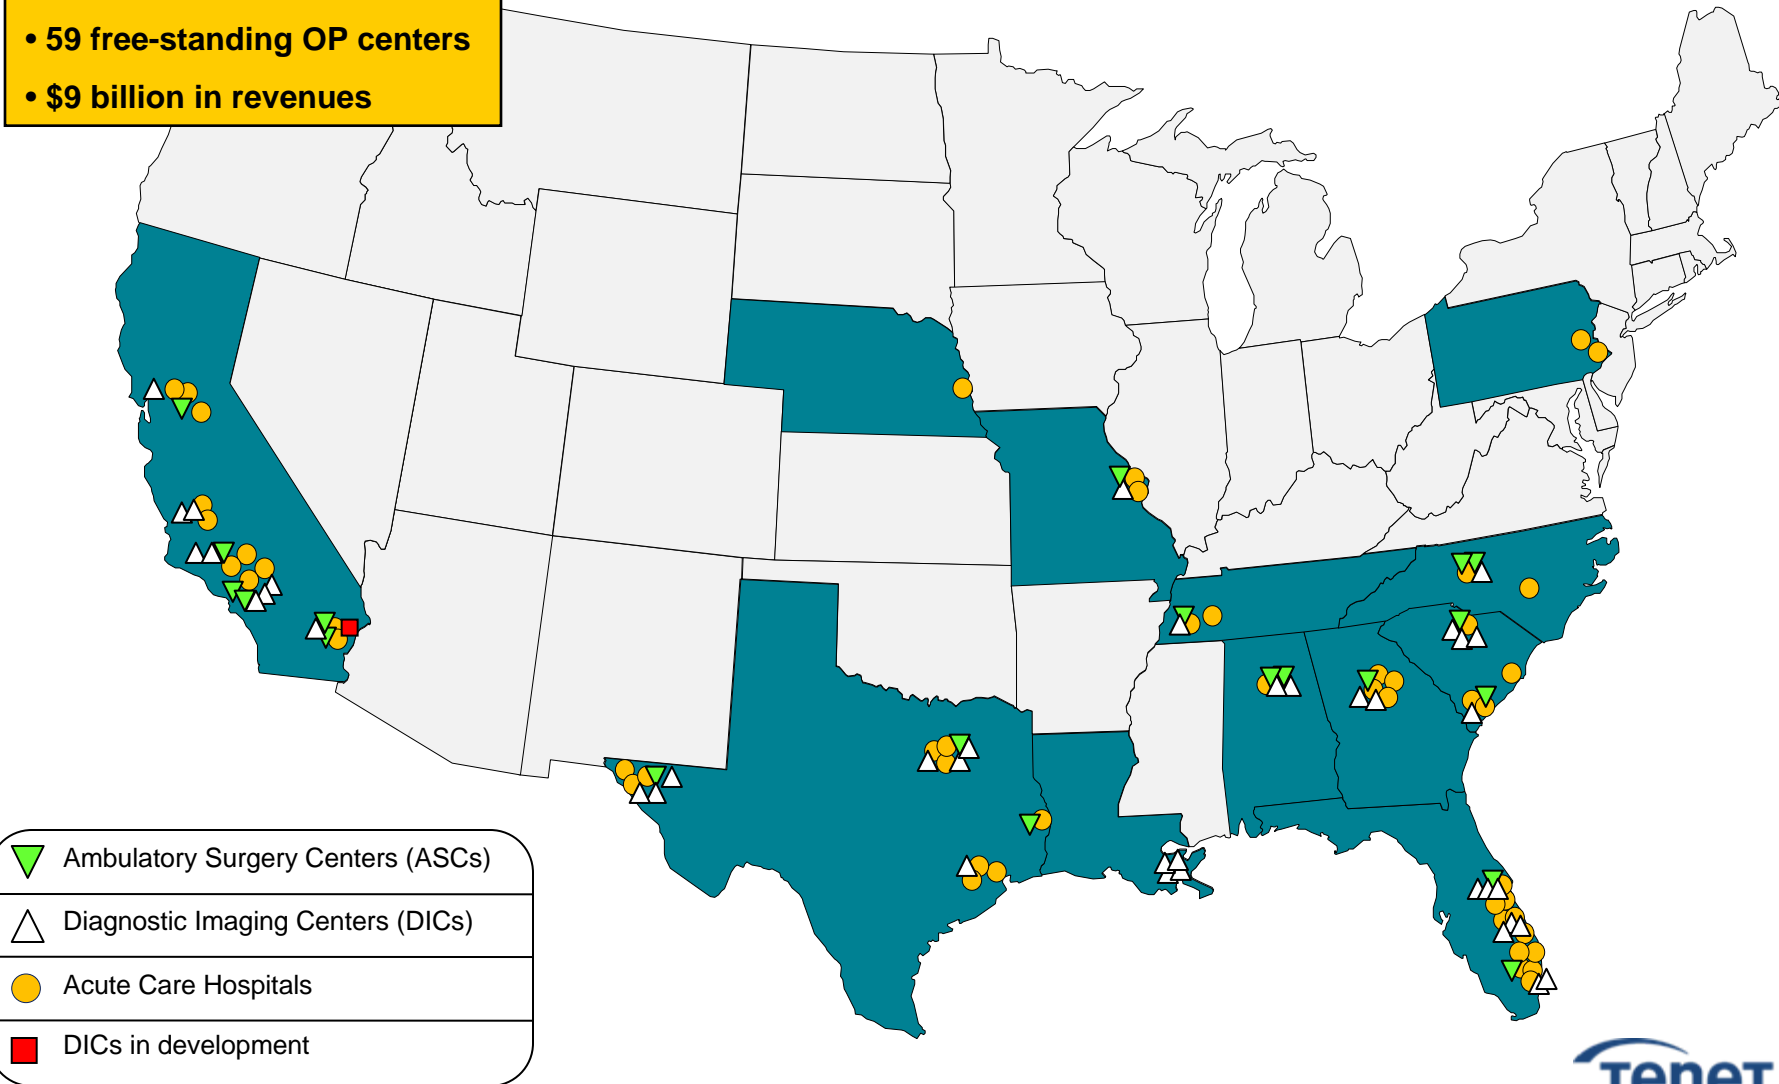 • 59 free-standing OP centers
• $9 billion in revenues
Ambulatory Surgery Centers (ASCs)
Diagnostic Imaging Centers (DICs)
Acute Care Hospitals
DICs in development
Tenet